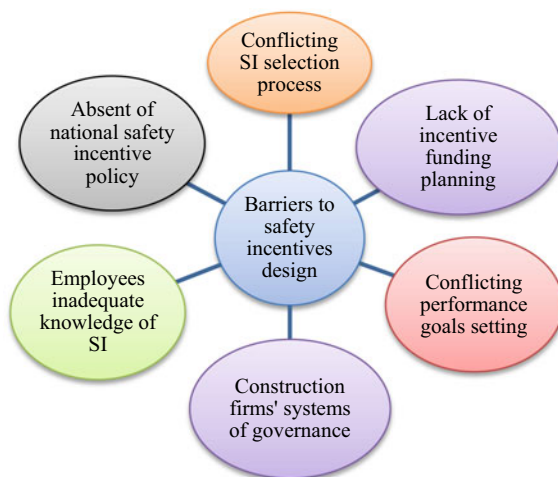 Conflicting
SI selection
process
Absent of
national safety
incentive
policy
Lack of
incentive
funding
planning
Barriers to
safety
incentives
design
Employees
inadequate
knowledge of
SI
Conflicting
performance
goals setting
Construction
firms' systems
of governance